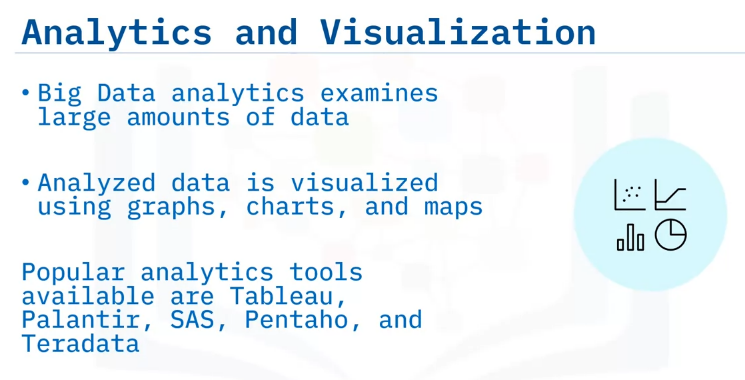 Analytics and Visualization
• Big Data analytics examines
large amounts of data
• Analyzed data is visualized
using graphs, charts, and maps
Popular analytics tools
available are Tableau,
Palantir, SAS, Pentaho, and
Teradata